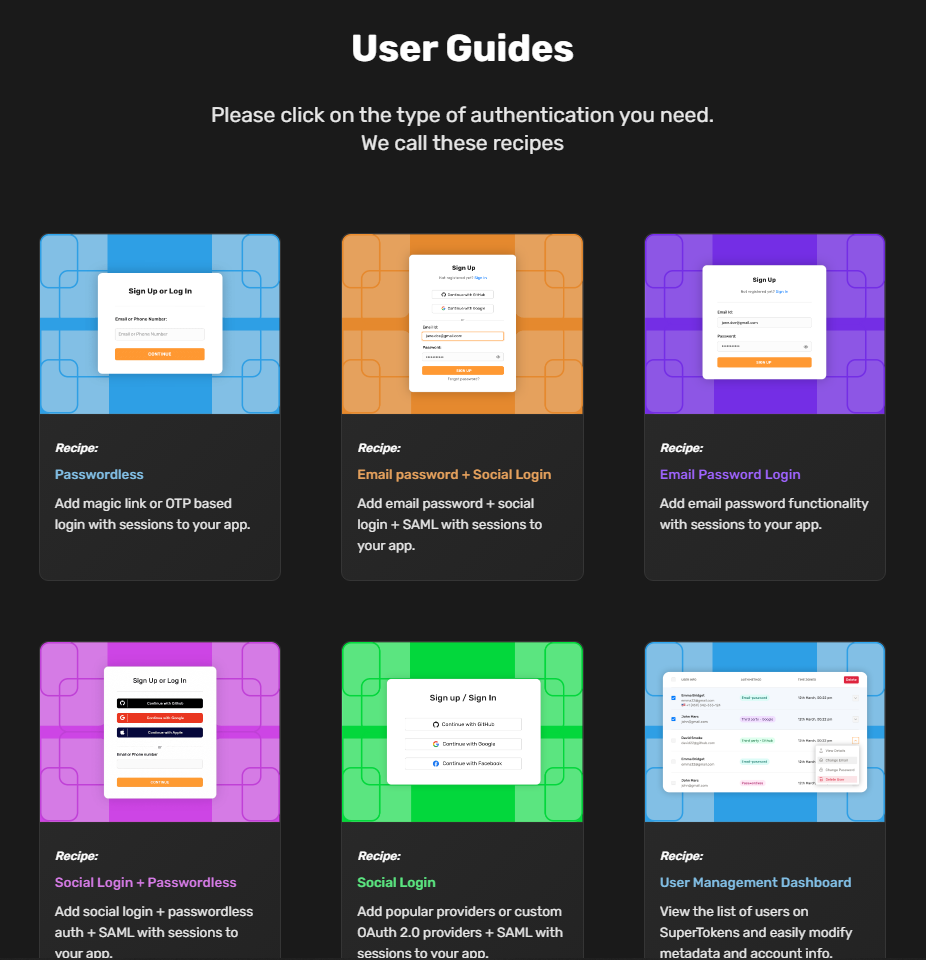 User Guides
Please click on the type of authentication you need.
We call these recipes
Sign Up or Log In
Email or Phone Number:
Email or Phone Number
CONTINUE
Recipe:
Passwordless
Add magic link or OTP based
login with sessions to your app.
Sign Up
Not registered yet? Sign In
Continue with GitHub
Continue with Google
or
Email Id:
Password:
SIGN UP
Forgot password?
Recipe:
Email password + Social Login
Add email password + social
login + SAML with sessions to
your app.
Sign Up
Not registered yet? Sign In
Email Id:
Password:
SIGN UP
Recipe:
Email Password Login
Add email password functionality
with sessions to your app.
Sign Up or Log In
Continue with Github
Continue with Google
Continue with Apple
or
Email or Phone number
CONTINUE
Recipe:
Social Login + Passwordless
Add social login + passwordless
auth + SAML with sessions to
your app.
Sign up / Sign In
Continue with GitHub
Continue with Google
Continue with Facebook
Recipe:
Social Login
Add popular providers or custom
OAuth 2.0 providers + SAML with
sessions to your app.
Delete
Email-password
Third party - Google
Third party - Github
Email-password
Passwordless
View Details
Change Email
Change Password
Delete User
Recipe:
User Management Dashboard
View the list of users on
SuperTokens and easily modify
metadata and account info.